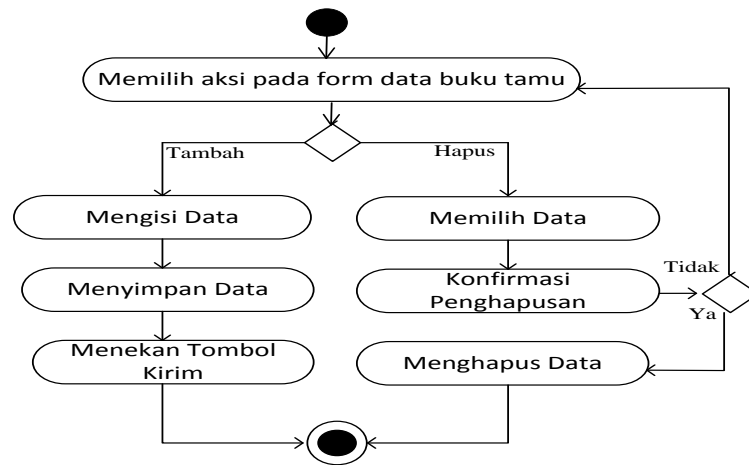 Memilih aksi pada form data buku tamu
Tambah
Hapus
Mengisi Data
Memilih Data
Menyimpan Data
Konfirmasi
Penghapusan
Tidak
Ya
Menekan Tombol
Kirim
Menghapus Data